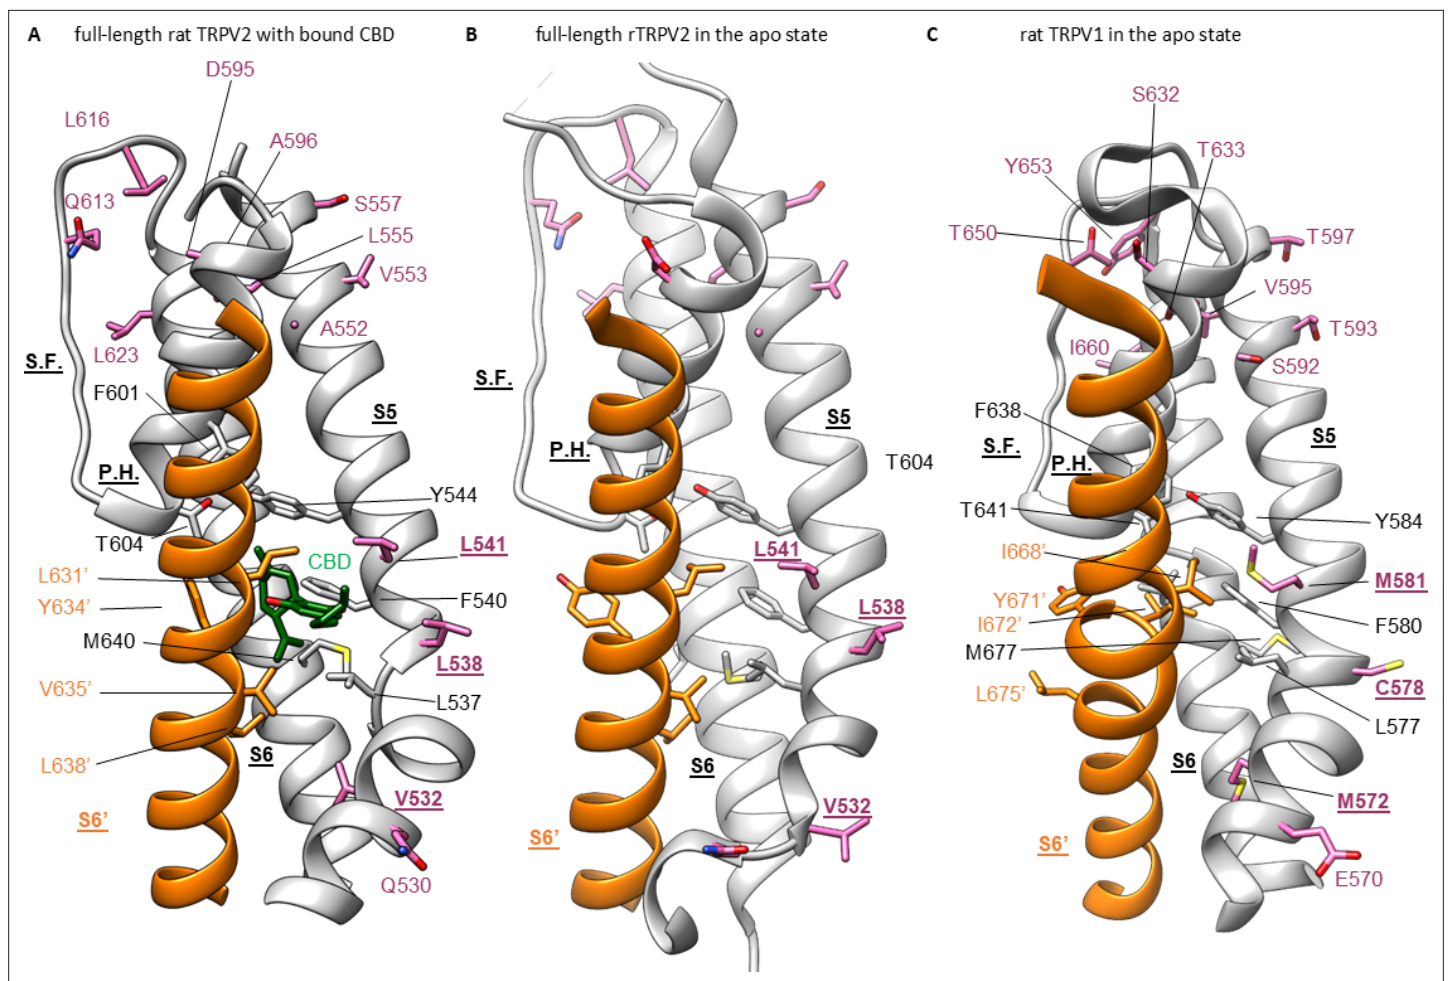 A full-length rat TRPV2 with bound CBD
D595
L616
A596
Q613
S557
L555
V553
A552
L623
S.F.
F601
S5
P.H.
Y544
T604
L541
CBD
L631’
Y634’
F540
M640
L538
V635’
L537
S6
L638’
V532
S6’
Q530
B full-length rTRPV2 in the apo state
S.F.
S5
P.H.
T604
L541
L538
S6
V532
S6’
C rat TRPV1 in the apo state
S632
T633
Y653
T650
T597
V595
T593
I660
S592
F638
S5
S.F.
P.H.
T641
Y584
I668’
M581
Y671’
I672’
F580
M677
C578
L675’
L577
S6
M572
S6’
E570